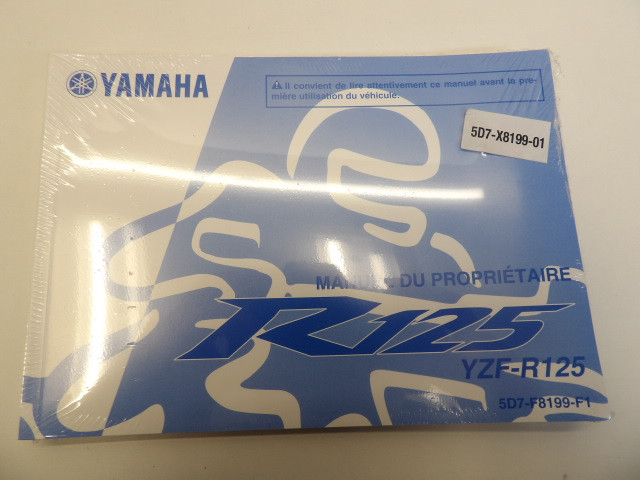 YAMAHA
Il convient de lire attentivement ce manuel avant la pre-
mière utilisation du véhicule.
5D7-X8199-01
MANUEL DU PROPRIÉTAIRE
R125
YZF-R125
5D7-F8199-F1